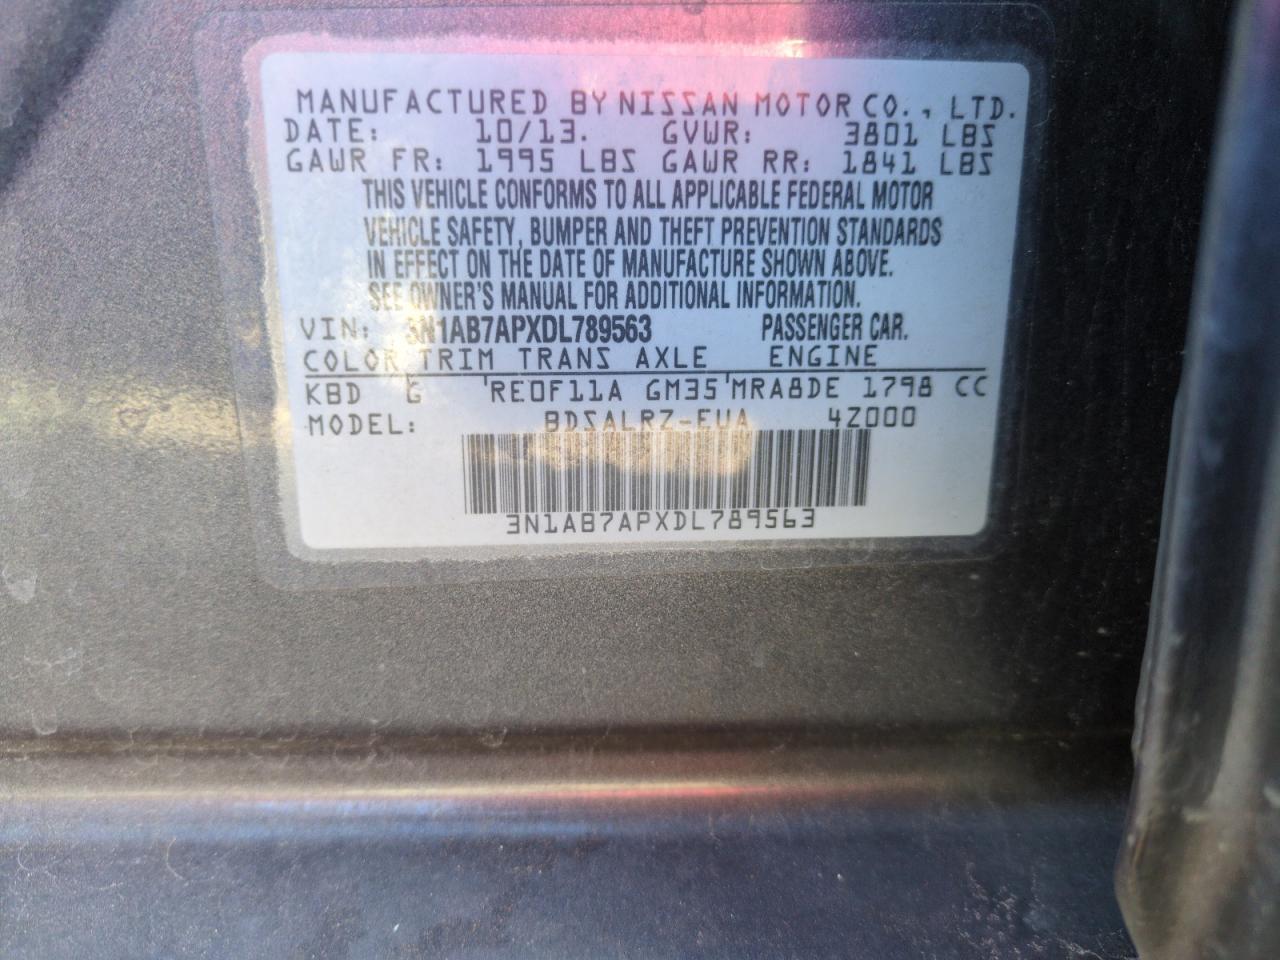 MANUFACTURED BY NISSAN MOTOR CO., LTD.
DATE: 10/13. GVWR: 3801 LBS
GAWR FR: 1995 LBS GAWR RR: 1841 LBS
THIS VEHICLE CONFORMS TO ALL APPLICABLE FEDERAL MOTOR
VEHICLE SAFETY, BUMPER AND THEFT PREVENTION STANDARDS
IN EFFECT ON THE DATE OF MANUFACTURE SHOWN ABOVE.
SEE OWNER'S MANUAL FOR ADDITIONAL INFORMATION.
VIN: 3N1AB7APXDL789563 PASSENGER CAR.
COLOR TRIM TRANS AXLE ENGINE
KBD G 'RE0F11A GM35'MRA8DE 1798 CC
MODEL: BDSALRZ-EUA 4Z000
3N1AB7APXDL789563